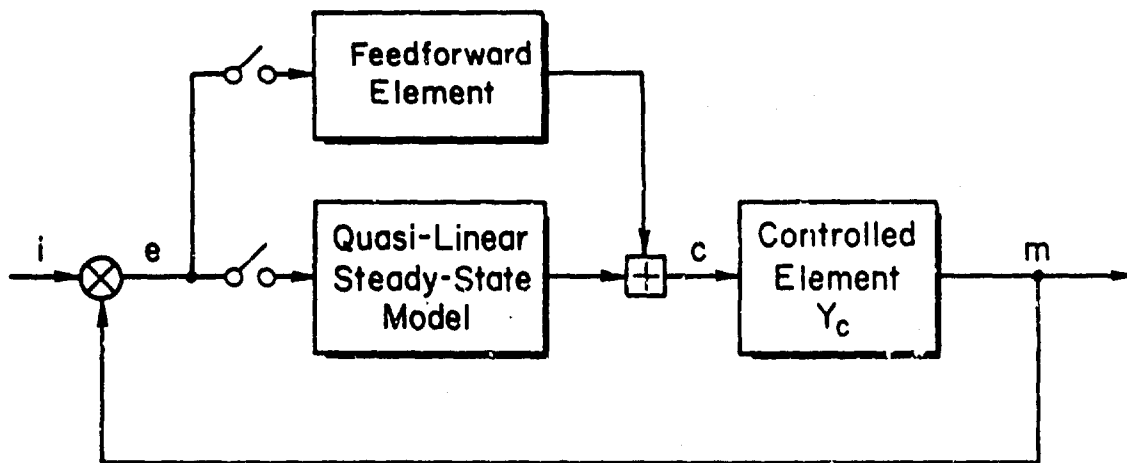 Feedforward
Element
i
e
Quasi-Linear
Steady-State
Model
+
c
Controlled
Element
Yc
m